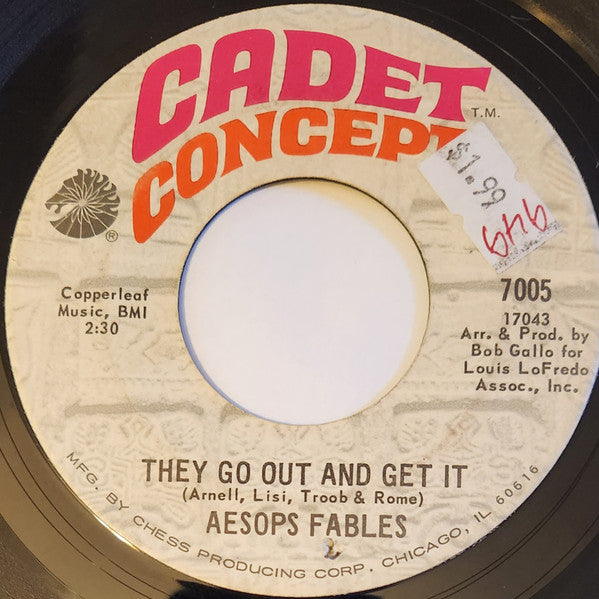 CADET
CONCEPT
T.M.
$1.99
®
7005
Copperleaf
Music, BMI
2:30
17043
Arr. & Prod. by
Bob Gallo for
Louis LoFredo
Assoc., Inc.
THEY GO OUT AND GET IT
(Arnell, Lisi, Troob & Rome)
AESOPS FABLES
MFG. BY CHESS PRODUCING CORP. CHICAGO, IL 60616